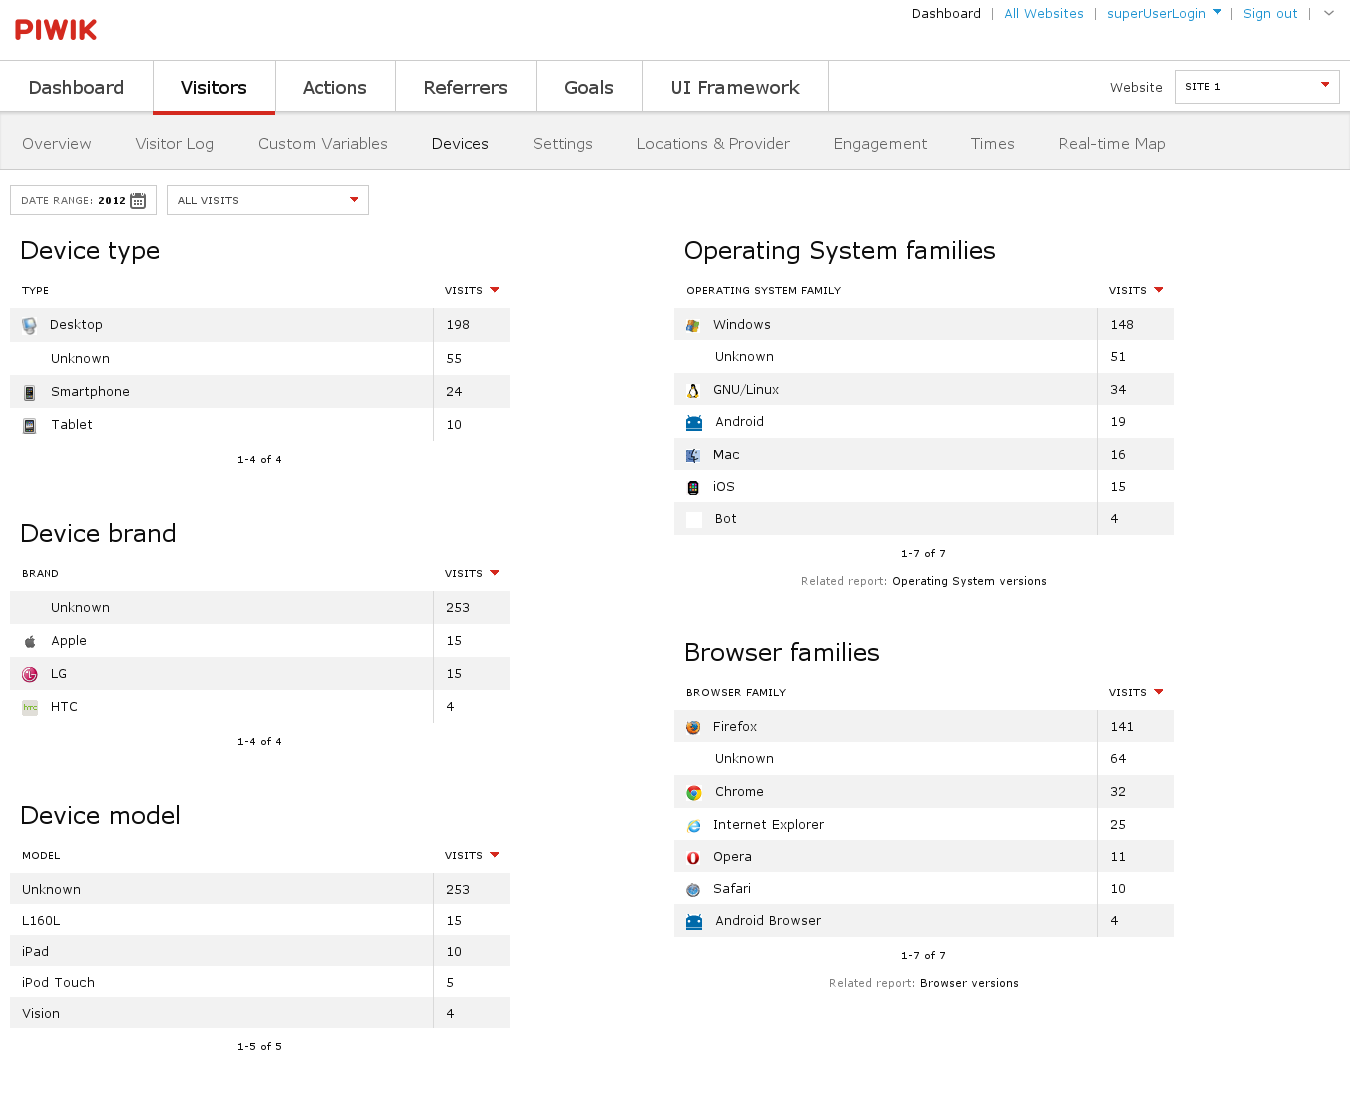 PIWIK
Dashboard | All Websites | superUserLogin | Sign out |
Dashboard Visitors Actions Referrers Goals UI Framework Website SITE 1
Overview Visitor Log Custom Variables Devices Settings Locations & Provider Engagement Times Real-time Map
DATE RANGE: 2012 ALL VISITS
Device type
TYPE VISITS
Desktop 198
Unknown 55
Smartphone 24
Tablet 10
1-4 of 4
Device brand
BRAND VISITS
Unknown 253
Apple 15
LG 15
HTC 4
1-4 of 4
Device model
MODEL VISITS
Unknown 253
L160L 15
iPad 10
iPod Touch 5
Vision 4
1-5 of 5
Operating System families
OPERATING SYSTEM FAMILY VISITS
Windows 148
Unknown 51
GNU/Linux 34
Android 19
Mac 16
iOS 15
Bot 4
1-7 of 7
Related report: Operating System versions
Browser families
BROWSER FAMILY VISITS
Firefox 141
Unknown 64
Chrome 32
Internet Explorer 25
Opera 11
Safari 10
Android Browser 4
1-7 of 7
Related report: Browser versions